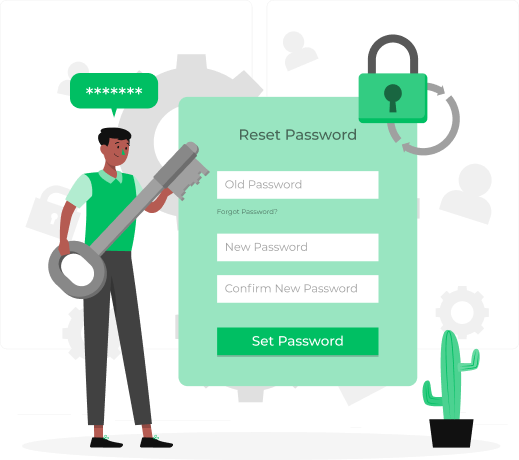 *******
Reset Password
Old Password
Forgot Password?
New Password
Confirm New Password
Set Password